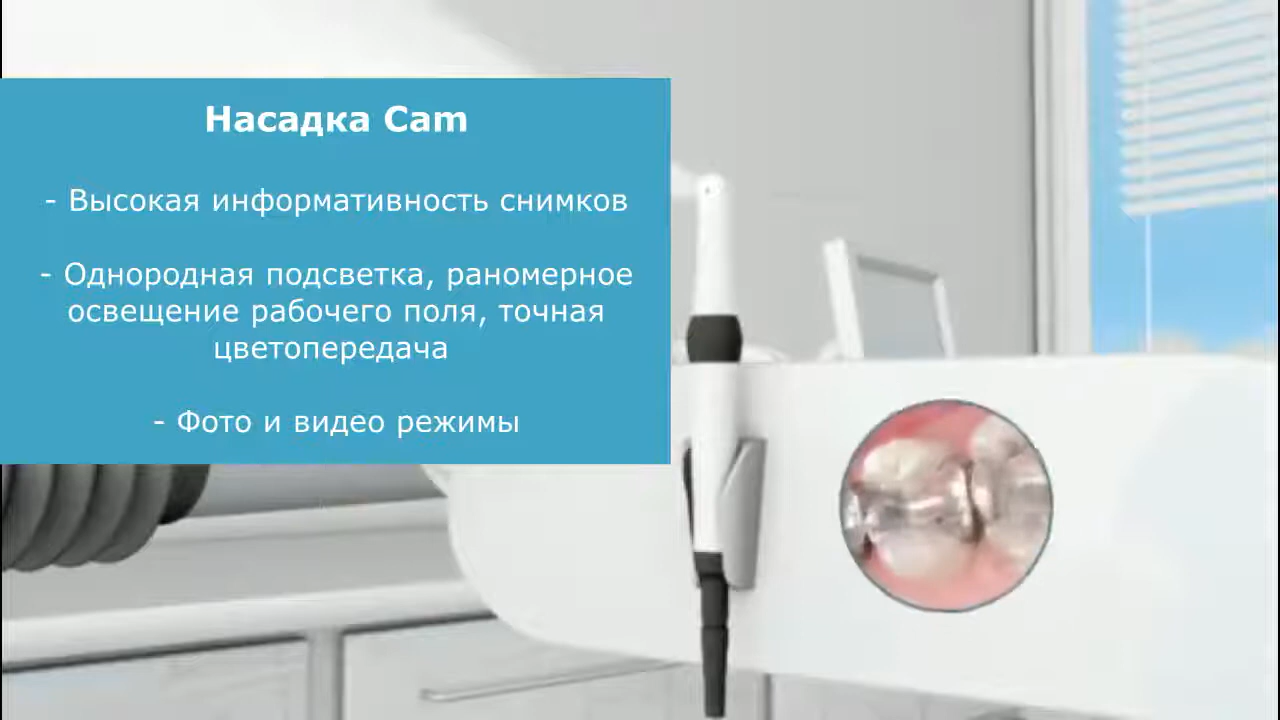 Насадка Cam
- Высокая информативность снимков
- Однородная подсветка, раномерное
освещение рабочего поля, точная
цветопередача
- Фото и видео режимы